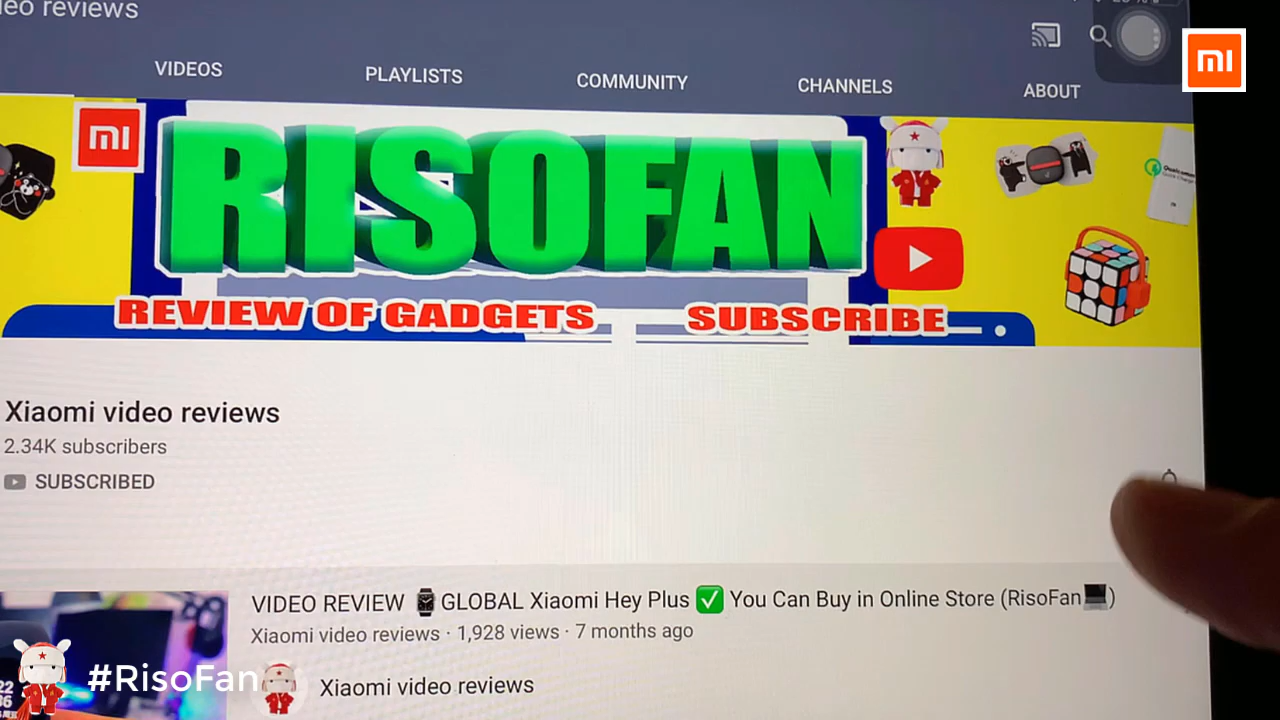 eo reviews
VIDEOS
PLAYLISTS
COMMUNITY
CHANNELS
ABOUT
mi
mi
RISOFAN
REVIEW OF GADGETS
SUBSCRIBE
Xiaomi video reviews
2.34K subscribers
SUBSCRIBED
VIDEO REVIEW ⌚ GLOBAL Xiaomi Hey Plus ✅ You Can Buy in Online Store (RisoFan💻)
Xiaomi video reviews · 1,928 views · 7 months ago
Xiaomi video reviews
#RisoFan